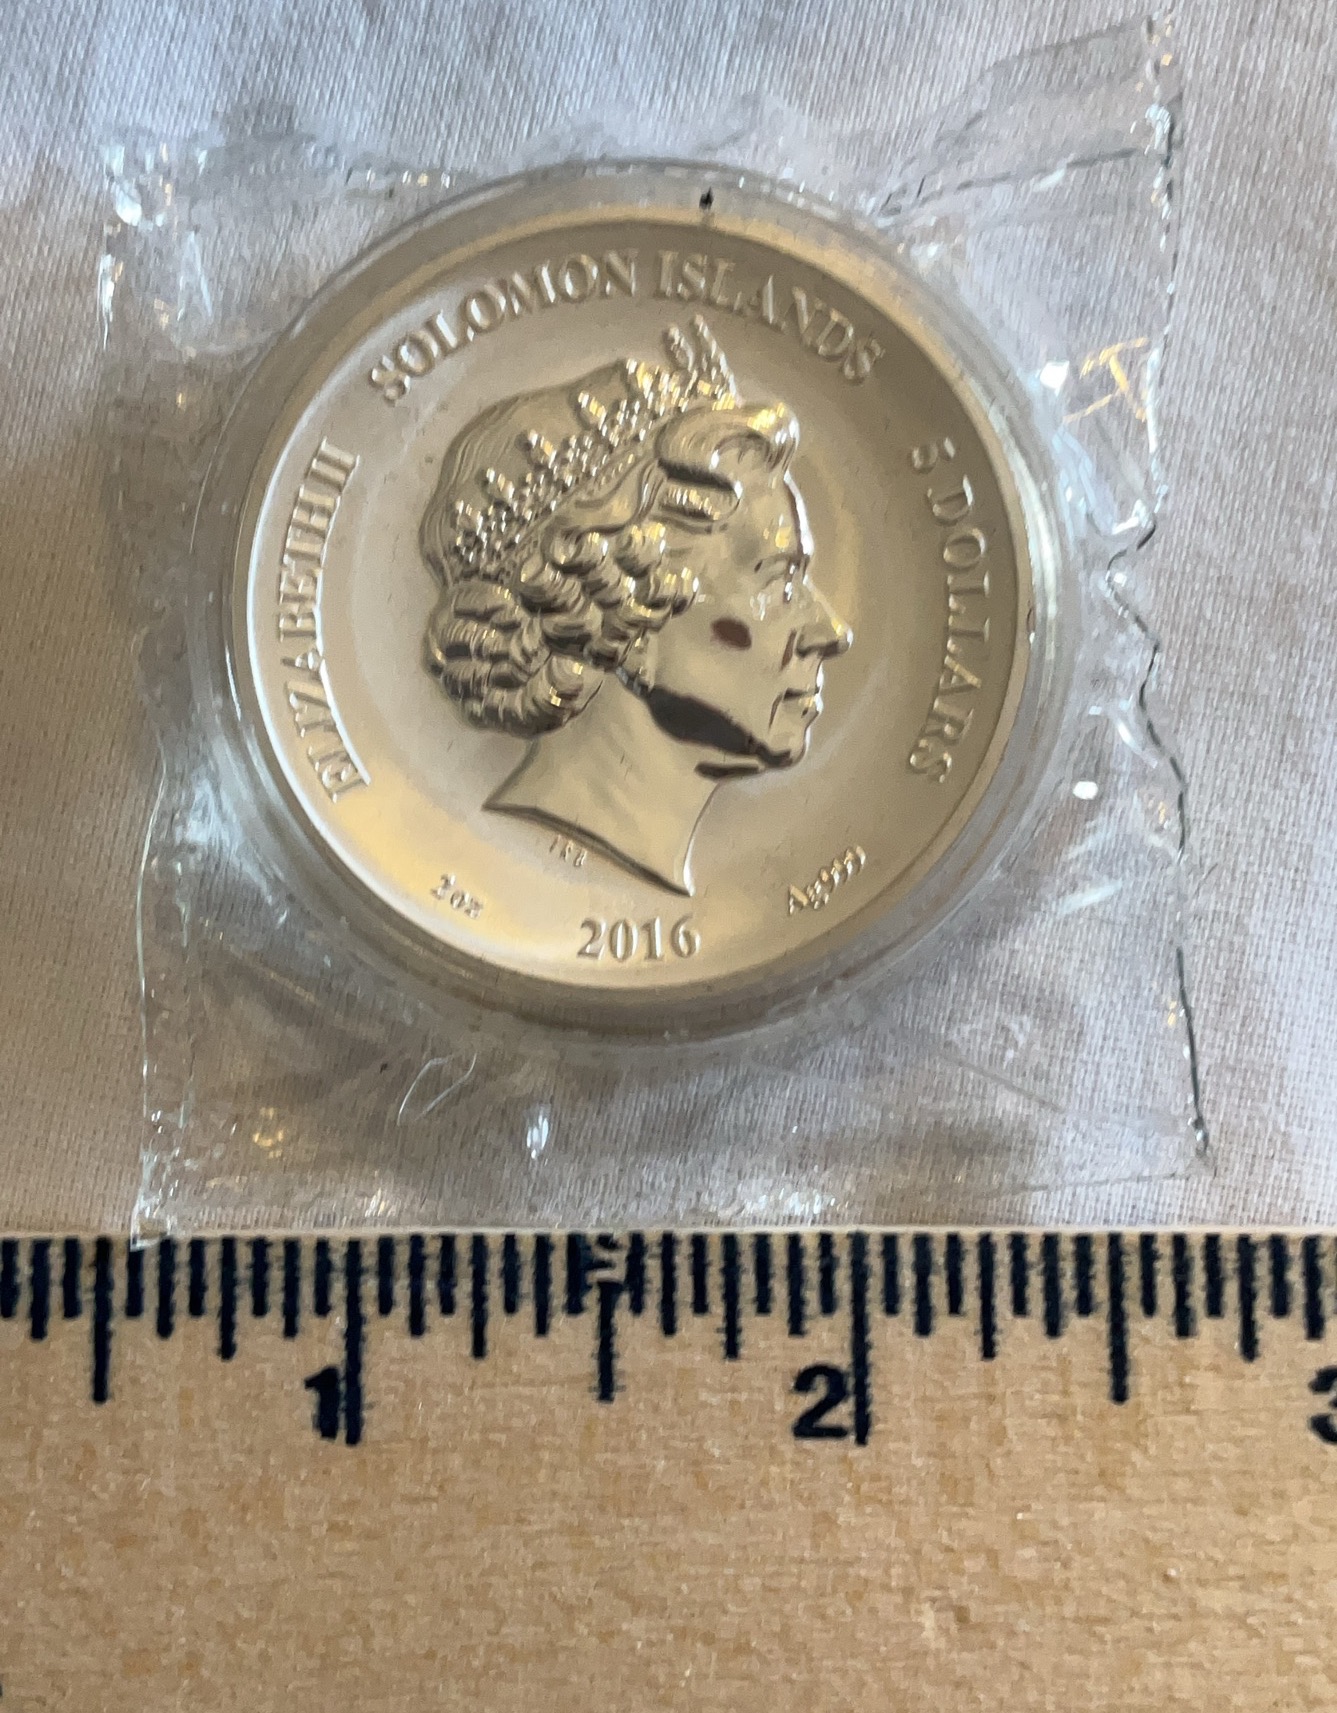 ELIZABETH II
SOLOMON ISLANDS
5 DOLLARS
IRB
2 oz
2016
Ag999
1
2
3